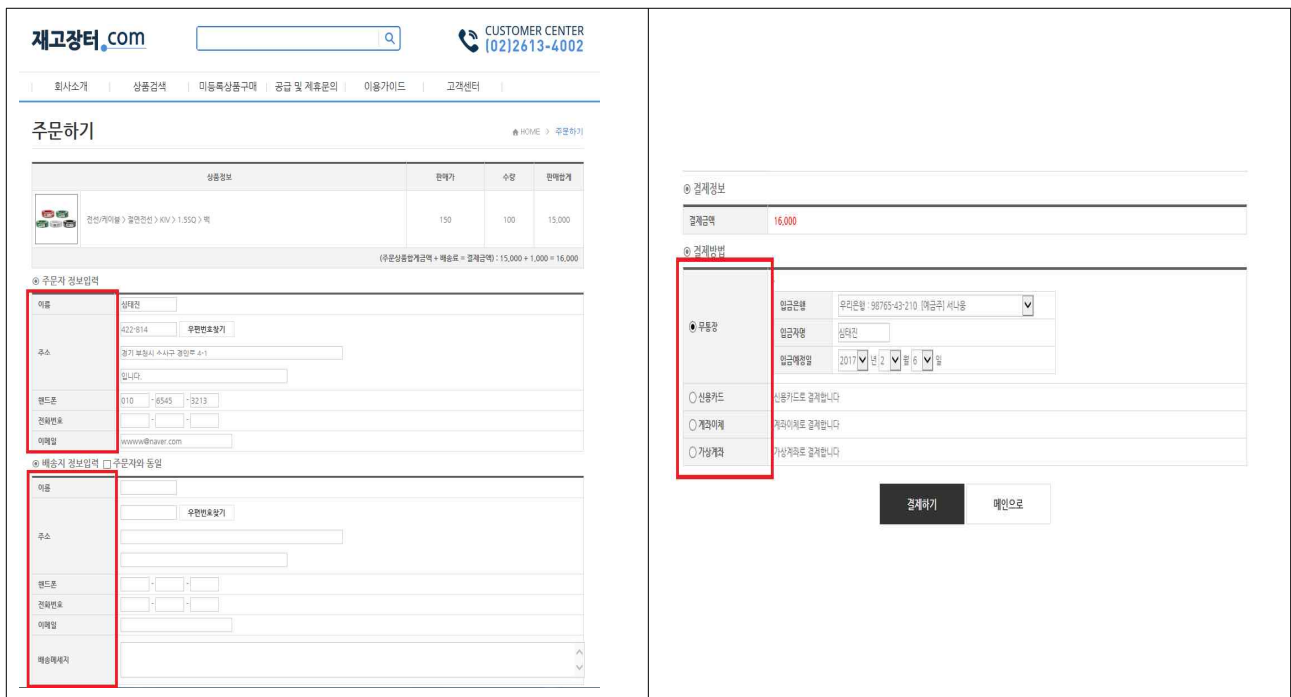 재고장터.com
CUSTOMER CENTER
(02)2613-4002
회사소개 상품검색 미등록상품구매 공급 및 제휴문의 이용가이드 고객센터
주문하기
HOME > 주문하기
상품정보 판매가 수량 판매합계
전선/케이블 > 절연전선 > KIV > 1.5SQ > 백 150 100 15,000
(주문상품합계금액 + 배송료 = 결제금액) : 15,000 + 1,000 = 16,000
주문자 정보입력
이름 심태진
422-814 우편번호찾기
주소 경기 부천시 소사구 경인로 4-1
입니다.
핸드폰 010 - 6545 - 3213
전화번호 - -
이메일 wwwww@naver.com
배송지 정보입력 주문자와 동일
이름
우편번호찾기
주소
핸드폰 - -
전화번호 - -
이메일
배송메세지
결제정보
결제금액 16,000
결제방법
무통장
입금은행 우리은행 : 98765-43-210 [예금주] 서나웅
입금자명 심태진
입금예정일 2017 년 2 월 6 일
신용카드 신용카드로 결제합니다
계좌이체 계좌이체로 결제합니다
가상계좌 가상계좌로 결제합니다
결제하기 메인으로